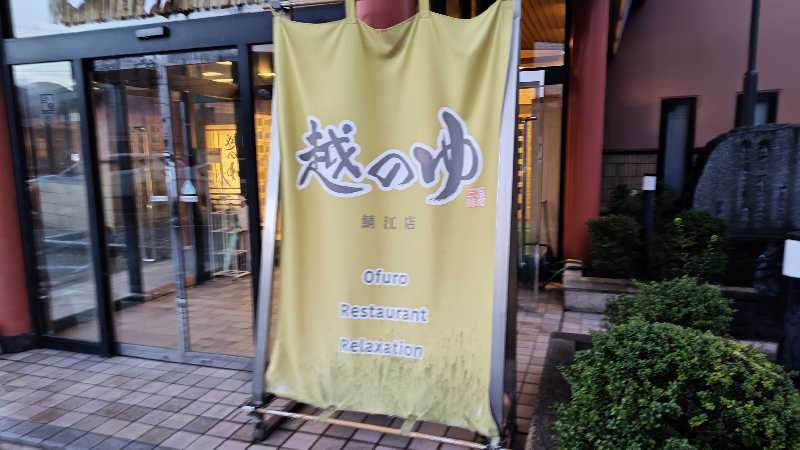 越のゆ
鯖江店
Ofuro
Restaurant
Relaxation